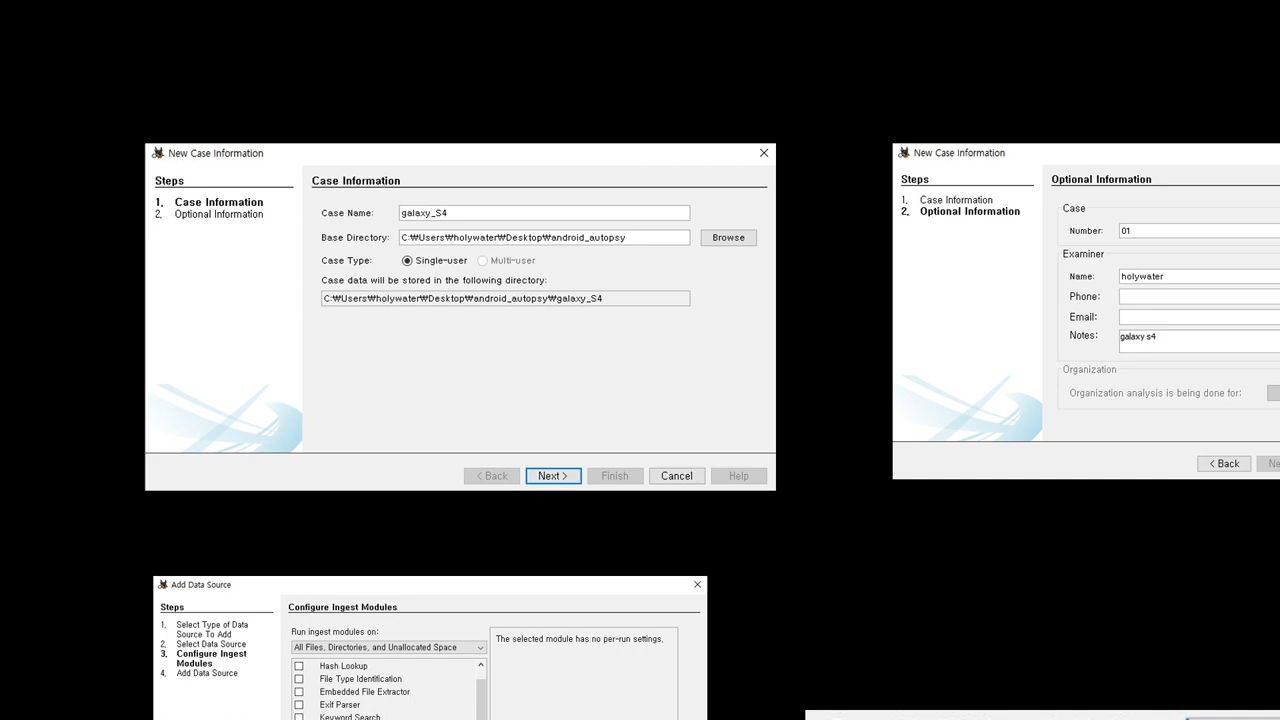 New Case Information
Steps
1. Case Information
2. Optional Information
Case Information
Case Name: galaxy_S4
Base Directory: C:₩Users₩holywater₩Desktop₩android_autopsy Browse
Case Type: Single-user Multi-user
Case data will be stored in the following directory:
C:₩Users₩holywater₩Desktop₩android_autopsy₩galaxy_S4
< Back Next > Finish Cancel Help
New Case Information
Steps
1. Case Information
2. Optional Information
Optional Information
Case
Number: 01
Examiner
Name: holywater
Phone:
Email:
Notes: galaxy s4
Organization
Organization analysis is being done for:
< Back Ne
Add Data Source
Steps
1. Select Type of Data
Source To Add
2. Select Data Source
3. Configure Ingest
Modules
4. Add Data Source
Configure Ingest Modules
Run ingest modules on:
All Files, Directories, and Unallocated Space
Hash Lookup
File Type Identification
Embedded File Extractor
Exif Parser
Keyword Search
The selected module has no per-run settings.